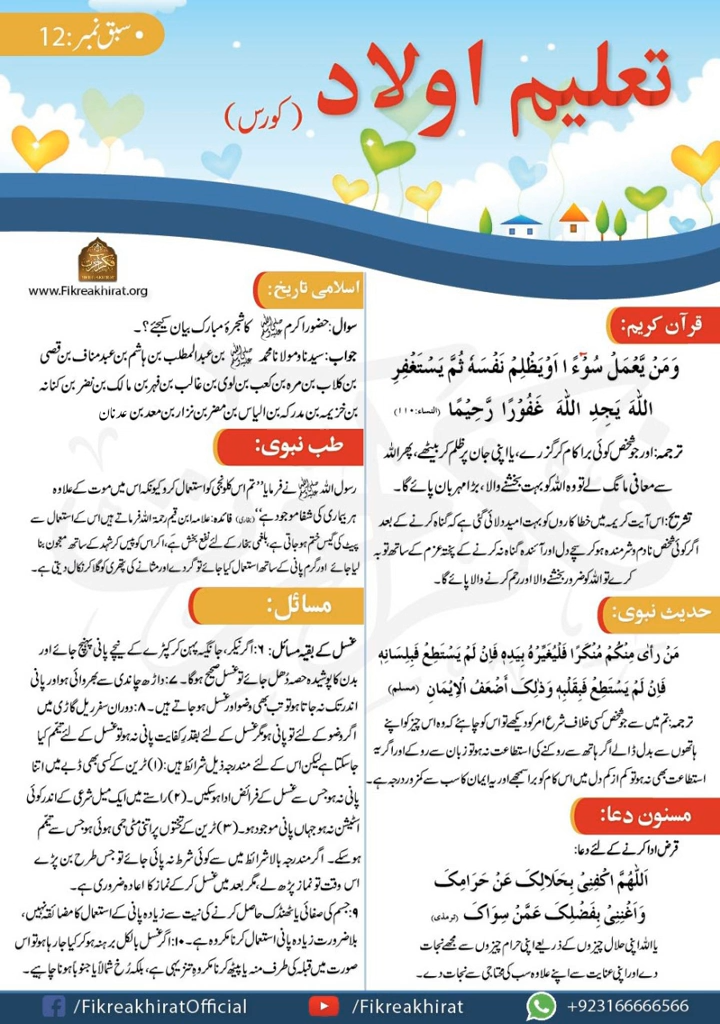 • سبق نمبر: 12
تعلیم اولاد (کورس)
www.Fikreakhirat.org
قرآن کریم:
وَمَنْ يَّعْمَلْ سُوْٓءًا اَوْيَظْلِمْ نَفْسَهٗ ثُمَّ يَسْتَغْفِرِ
اللّٰهَ يَجِدِ اللّٰهَ غَفُوْرًا رَّحِيْمًا (النساء:۱۱۰)
ترجمہ: اور جو شخص کوئی برا کام کر گزرے، یا اپنی جان پر ظلم کر بیٹھے، پھر اللہ
سے معافی مانگ لے تو وہ اللہ کو بہت بخشنے والا، بڑا مہربان پائے گا۔
تشریح: اس آیت کریمہ میں خطا کاروں کو بہت امید دلائی گئی ہے کہ گناہ کرنے کے بعد
اگر کوئی شخص نادم و شرمندہ ہو کر سچے دل اور آئندہ گناہ نہ کرنے کے پختہ عزم کے ساتھ توبہ
کرے تو اللہ کو ضرور بخشنے والا اور رحم کرنے والا پائے گا۔
حدیث نبوی:
مَنْ رَاٰى مِنْكُمْ مُنْكَرًا فَلْيُغَيِّرْهُ بِيَدِهٖ فَاِنْ لَمْ يَسْتَطِعْ فَبِلِسَانِهٖ
فَاِنْ لَمْ يَسْتَطِعْ فَبِقَلْبِهٖ وَذٰلِكَ اَضْعَفُ الْاِيْمَانِ (مسلم)
ترجمہ: تم میں سے جو شخص کسی خلاف شرع امر کو دیکھے تو اس کو چاہئے کہ وہ اس چیز کو اپنے
ہاتھوں سے بدل ڈالے اگر ہاتھ سے روکنے کی استطاعت نہ ہو تو زبان سے روکے اور اگر یہ
استطاعت بھی نہ ہو تو کم از کم دل میں اس کام کو برا سمجھے اور یہ ایمان کا سب سے کمزور درجہ ہے۔
مسنون دعا:
قرض ادا کرنے کے لئے دعا:
اَللّٰهُمَّ اكْفِنِيْ بِحَلَالِكَ عَنْ حَرَامِكَ
وَاَغْنِنِيْ بِفَضْلِكَ عَمَّنْ سِوَاكَ (ترمذی)
یا اللہ اپنی حلال چیزوں کے ذریعے اپنی حرام چیزوں سے مجھے نجات
دے اور اپنی عنایت سے اپنے علاوہ سب کی محتاجی سے نجات دے۔
اسلامی تاریخ:
سوال: حضور اکرم ﷺ کا شجرۂ مبارک بیان کیجئے؟۔
جواب: سیدنا و مولانا محمد ﷺ بن عبد المطلب بن ہاشم بن عبد مناف بن قصی
بن کلاب بن مرہ بن کعب بن لوی بن غالب بن فہر بن مالک بن نضر بن کنانہ
بن خزیمہ بن مدرکہ بن الیاس بن مضر بن نزار بن معد بن عدنان
طب نبوی:
رسول اللہ ﷺ نے فرمایا ”تم اس کلونجی کو استعمال کرو کیونکہ اس میں موت کے علاوہ
ہر بیماری کی شفا موجود ہے“ (بخاری) فائدہ: علامہ ابن قیم رحمۃ اللہ فرماتے ہیں اس کے استعمال سے
پیٹ کی گیس ختم ہو جاتی ہے، بلغمی بخار کے لئے نفع بخش ہے، اگر اس کو پیس کر شہد کے ساتھ معجون بنا
لیا جائے اور گرم پانی کے ساتھ استعمال کیا جائے تو گردے اور مثانے کی پتھری کو گلا کر نکال دیتی ہے۔
مسائل:
غسل کے بقیہ مسائل: ۶: اگر نیکر، جانگیہ پہن کر کپڑے کے نیچے پانی پہنچ جائے اور
بدن کا پوشیدہ حصہ دُھل جائے تو غسل صحیح ہو گا۔ ۷: داڑھ چاندی سے بھر وائی ہو اور پانی
اندر تک نہ جاتا ہو تب بھی وضو اور غسل ہو جاتے ہیں۔ ۸: دوران سفر ریل گاڑی میں
اگر وضو کے لئے تو پانی ہو مگر غسل کے لئے بقدر کفایت پانی نہ ہو تو غسل کے لئے تیمم کیا
جا سکتا ہے لیکن اس کے لئے مندرجہ ذیل شرائط ہیں: (۱) ٹرین کے کسی بھی ڈبے میں اتنا
پانی نہ ہو جس سے غسل کے فرائض ادا ہو سکیں۔ (۲) راستے میں ایک میل شرعی کے اندر کوئی
اسٹیشن نہ ہو جہاں پانی موجود ہو۔ (۳) ٹرین کے تختوں پر اتنی مٹی جمی ہوئی ہو جس سے تیمم
ہو سکے۔ اگر مندرجہ بالا شرائط میں سے کوئی شرط نہ پائی جائے تو جس طرح بن پڑے
اس وقت تو نماز پڑھ لے، مگر بعد میں غسل کر کے نماز کا اعادہ ضروری ہے۔
۹: جسم کی صفائی یا ٹھنڈک حاصل کرنے کی نیت سے زیادہ پانی کے استعمال کا مضائقہ نہیں،
بلا ضرورت زیادہ پانی استعمال کرنا مکروہ ہے۔ ۱۰: اگر غسل بالکل برہنہ ہو کر کیا جا رہا ہو تو اس
صورت میں قبلہ کی طرف منہ یا پیٹھ کرنا مکروہ تنزیہی ہے، بلکہ رُخ شمالاً یا جنوباً ہونا چاہیے۔
/FikreakhiratOfficial
/Fikreakhirat
+923166666566